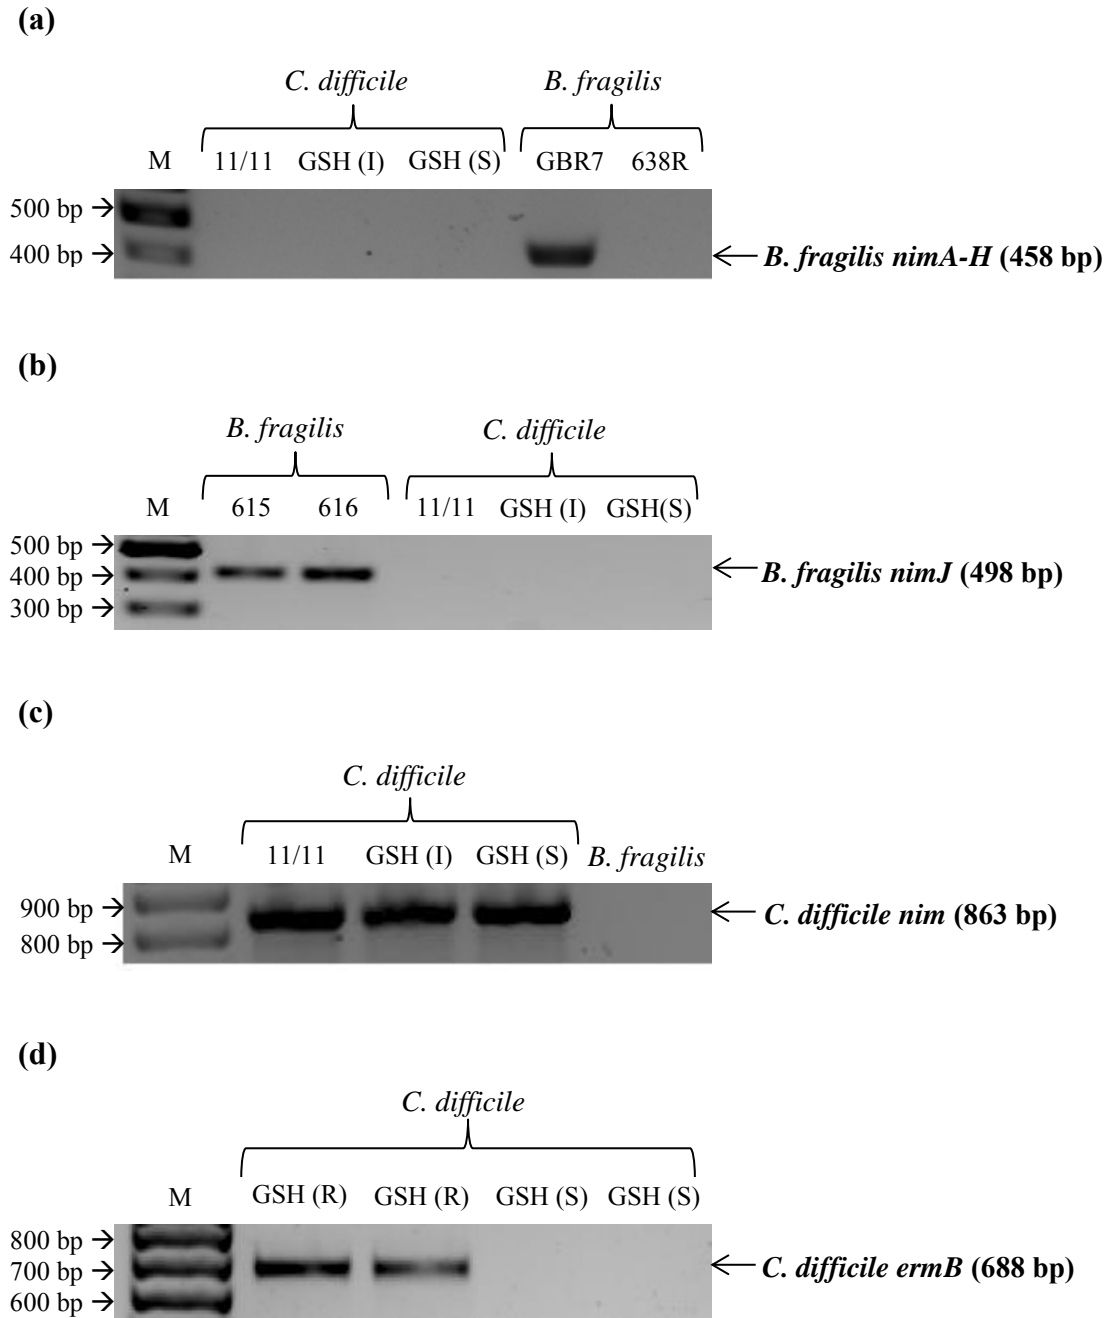 (a)
C. difficile B. fragilis
M 11/11 GSH (I) GSH (S) GBR7 638R
500 bp →
400 bp → ← B. fragilis nimA-H (458 bp)
(b)
B. fragilis C. difficile
M 615 616 11/11 GSH (I) GSH(S)
500 bp →
400 bp → ← B. fragilis nimJ (498 bp)
300 bp →
(c)
C. difficile
M 11/11 GSH (I) GSH (S) B. fragilis
900 bp → ← C. difficile nim (863 bp)
800 bp →
(d)
C. difficile
M GSH (R) GSH (R) GSH (S) GSH (S)
800 bp →
700 bp → ← C. difficile ermB (688 bp)
600 bp →